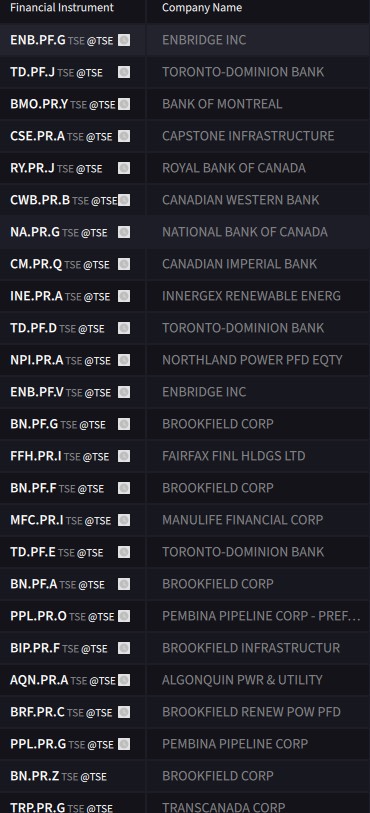 Financial Instrument Company Name
ENB.PF.G TSE @TSE ENBRIDGE INC
TD.PF.J TSE @TSE TORONTO-DOMINION BANK
BMO.PR.Y TSE @TSE BANK OF MONTREAL
CSE.PR.A TSE @TSE CAPSTONE INFRASTRUCTURE
RY.PR.J TSE @TSE ROYAL BANK OF CANADA
CWB.PR.B TSE @TSE CANADIAN WESTERN BANK
NA.PR.G TSE @TSE NATIONAL BANK OF CANADA
CM.PR.Q TSE @TSE CANADIAN IMPERIAL BANK
INE.PR.A TSE @TSE INNERGEX RENEWABLE ENERG
TD.PF.D TSE @TSE TORONTO-DOMINION BANK
NPI.PR.A TSE @TSE NORTHLAND POWER PFD EQTY
ENB.PF.V TSE @TSE ENBRIDGE INC
BN.PF.G TSE @TSE BROOKFIELD CORP
FFH.PR.I TSE @TSE FAIRFAX FINL HLDGS LTD
BN.PF.F TSE @TSE BROOKFIELD CORP
MFC.PR.I TSE @TSE MANULIFE FINANCIAL CORP
TD.PF.E TSE @TSE TORONTO-DOMINION BANK
BN.PF.A TSE @TSE BROOKFIELD CORP
PPL.PR.O TSE @TSE PEMBINA PIPELINE CORP - PREF...
BIP.PR.F TSE @TSE BROOKFIELD INFRASTRUCTUR
AQN.PR.A TSE @TSE ALGONQUIN PWR & UTILITY
BRF.PR.C TSE @TSE BROOKFIELD RENEW POW PFD
PPL.PR.G TSE @TSE PEMBINA PIPELINE CORP
BN.PR.Z TSE @TSE BROOKFIELD CORP
TRP.PR.G TSE @TSE TRANSCANADA CORP